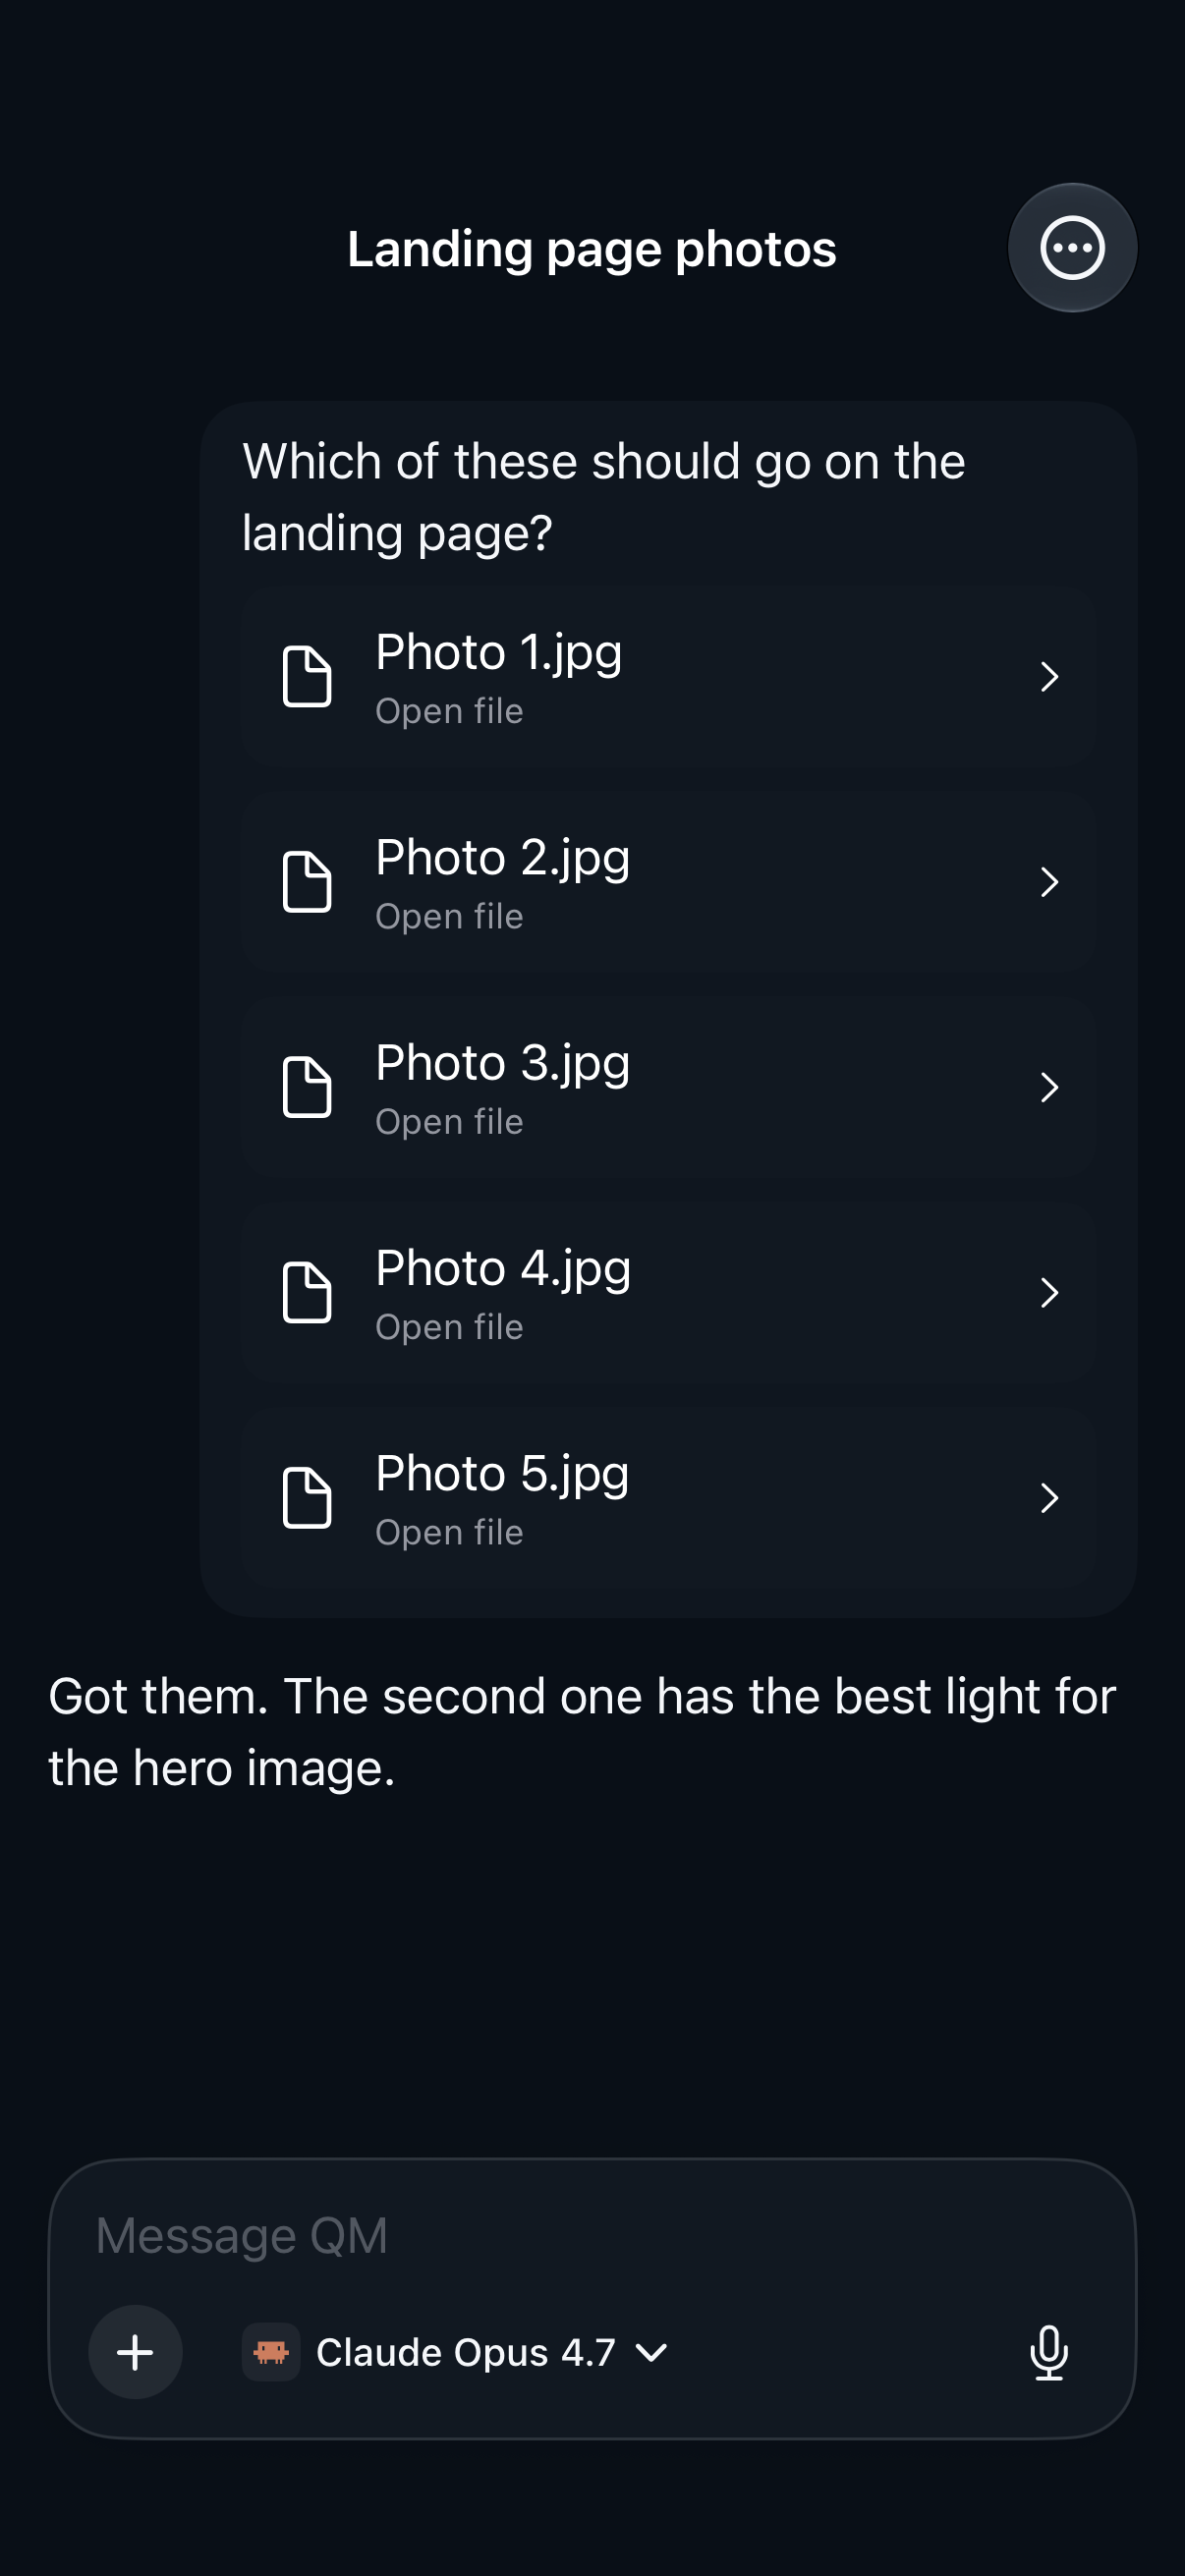 Landing page photos
Which of these should go on the
landing page?
Photo 1.jpg
Open file
Photo 2.jpg
Open file
Photo 3.jpg
Open file
Photo 4.jpg
Open file
Photo 5.jpg
Open file
Got them. The second one has the best light for
the hero image.
Message QM
Claude Opus 4.7